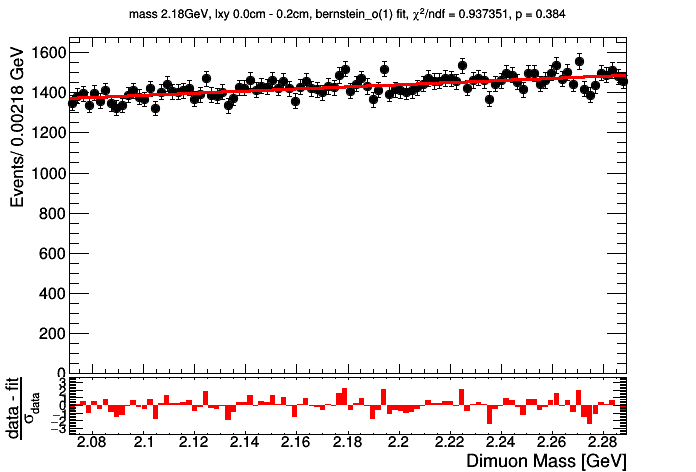 mass 2.18GeV, lxy 0.0cm - 0.2cm, bernstein_o(1) fit, χ²/ndf = 0.937351, p = 0.384
Events/ 0.00218 GeV
1600
1400
1200
1000
800
600
400
200
0
data - fit
σdata
3
2
1
0
−1
−2
−3
2.08 2.1 2.12 2.14 2.16 2.18 2.2 2.22 2.24 2.26 2.28
Dimuon Mass [GeV]